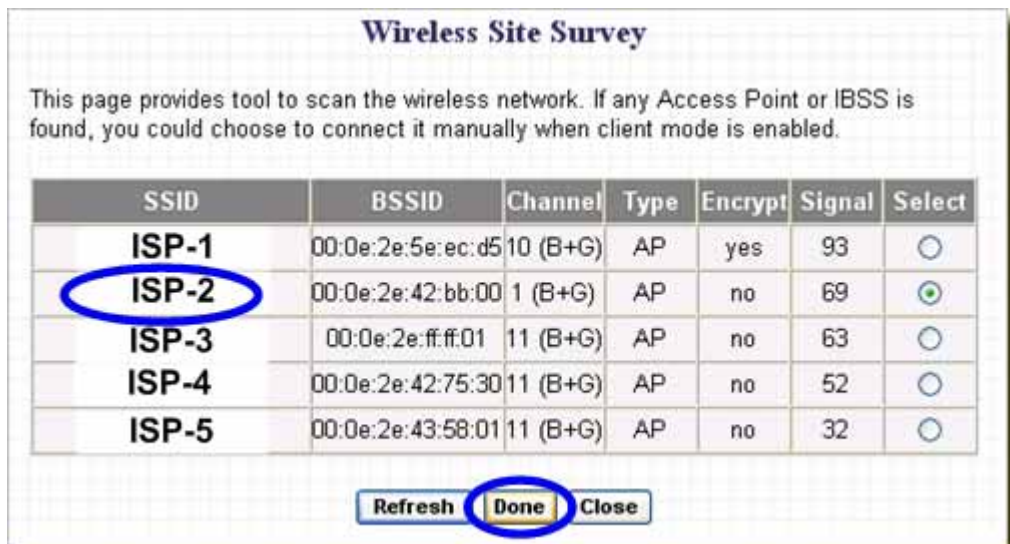 Wireless Site Survey
This page provides tool to scan the wireless network. If any Access Point or IBSS is
found, you could choose to connect it manually when client mode is enabled.
SSID BSSID Channel Type Encrypt Signal Select
ISP-1 00:0e:2e:5e:ec:d5 10 (B+G) AP yes 93
ISP-2 00:0e:2e:42:bb:00 1 (B+G) AP no 69
ISP-3 00:0e:2e:ff:ff:01 11 (B+G) AP no 63
ISP-4 00:0e:2e:42:75:30 11 (B+G) AP no 52
ISP-5 00:0e:2e:43:58:01 11 (B+G) AP no 32
Refresh Done Close